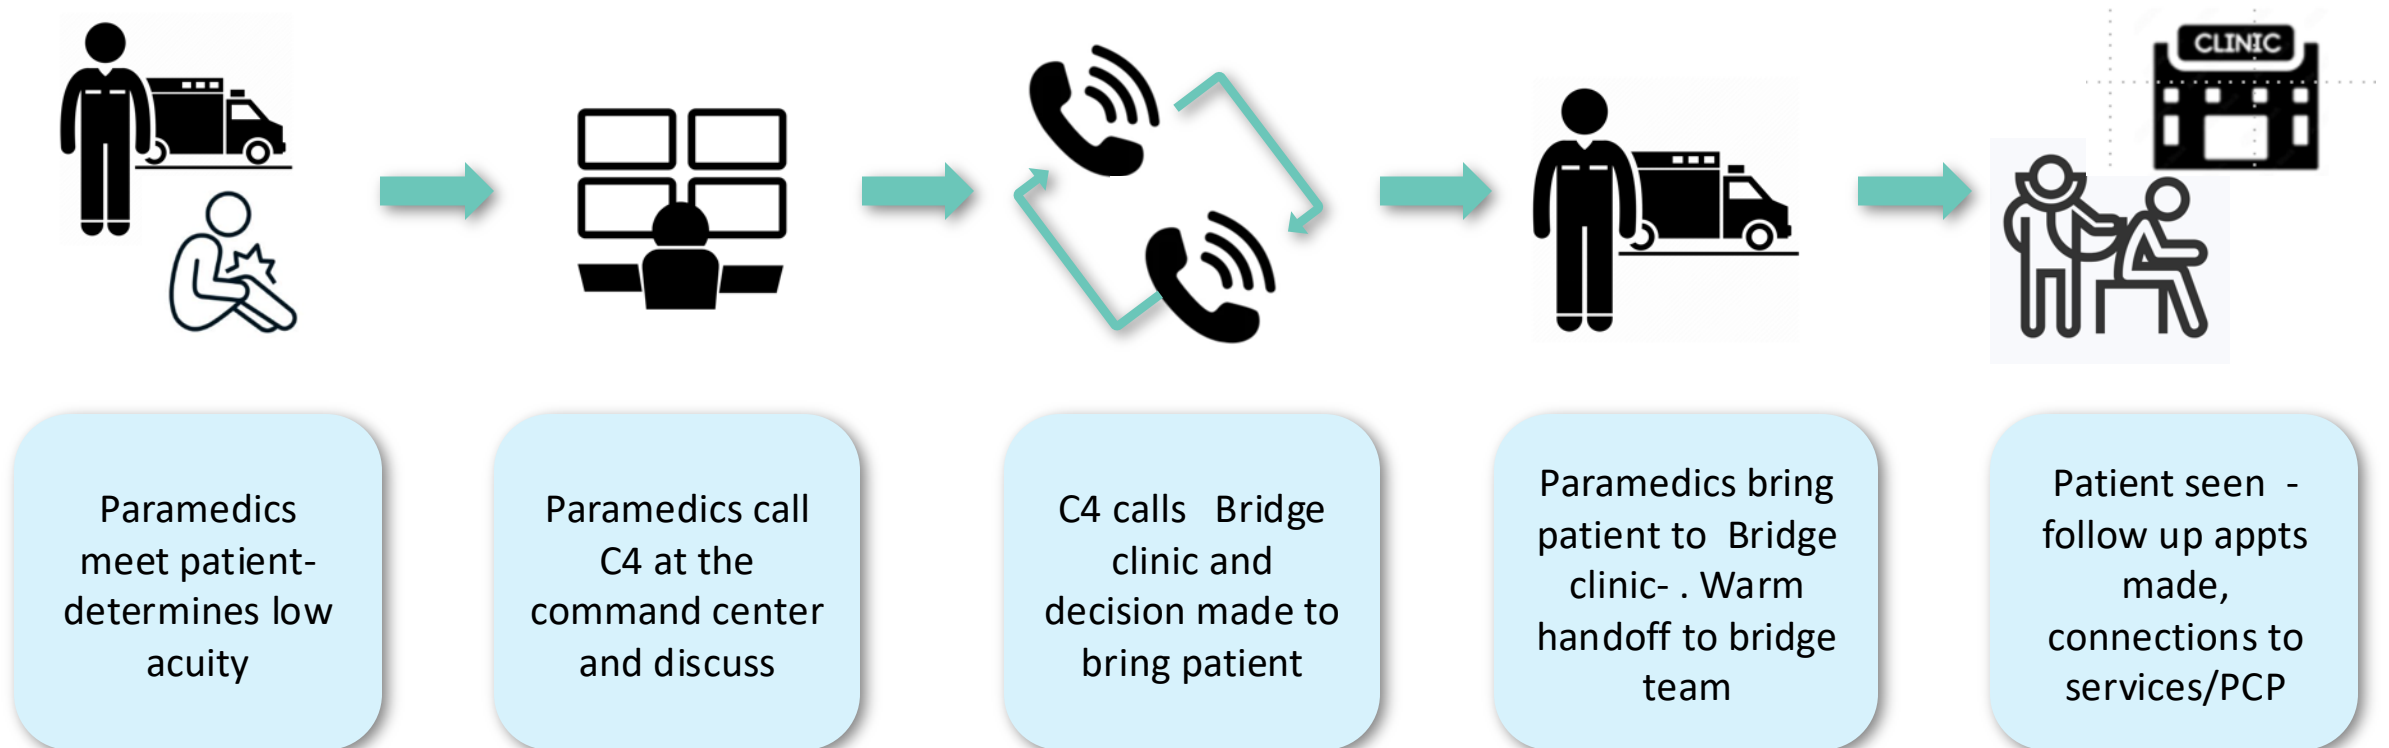 CLINIC
Paramedics
meet patient-
determines low
acuity
Paramedics call
C4 at the
command center
and discuss
C4 calls Bridge
clinic and
decision made to
bring patient
Paramedics bring
patient to Bridge
clinic- . Warm
handoff to bridge
team
Patient seen -
follow up appts
made,
connections to
services/PCP